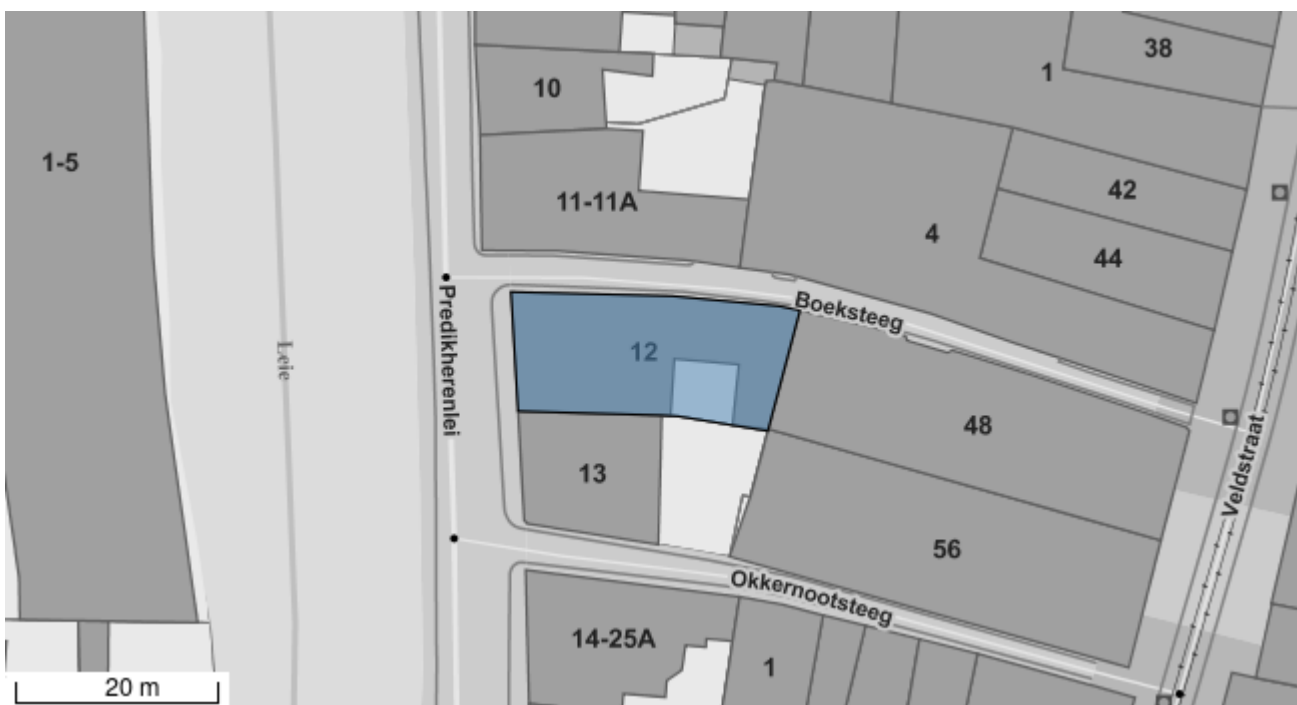 38
1
10
1-5
42
11-11A
4
44
Boeksteeg
Predikherenlei
12
Leie
48
Veldstraat
13
56
Okkernootsteeg
14-25A
1
20 m